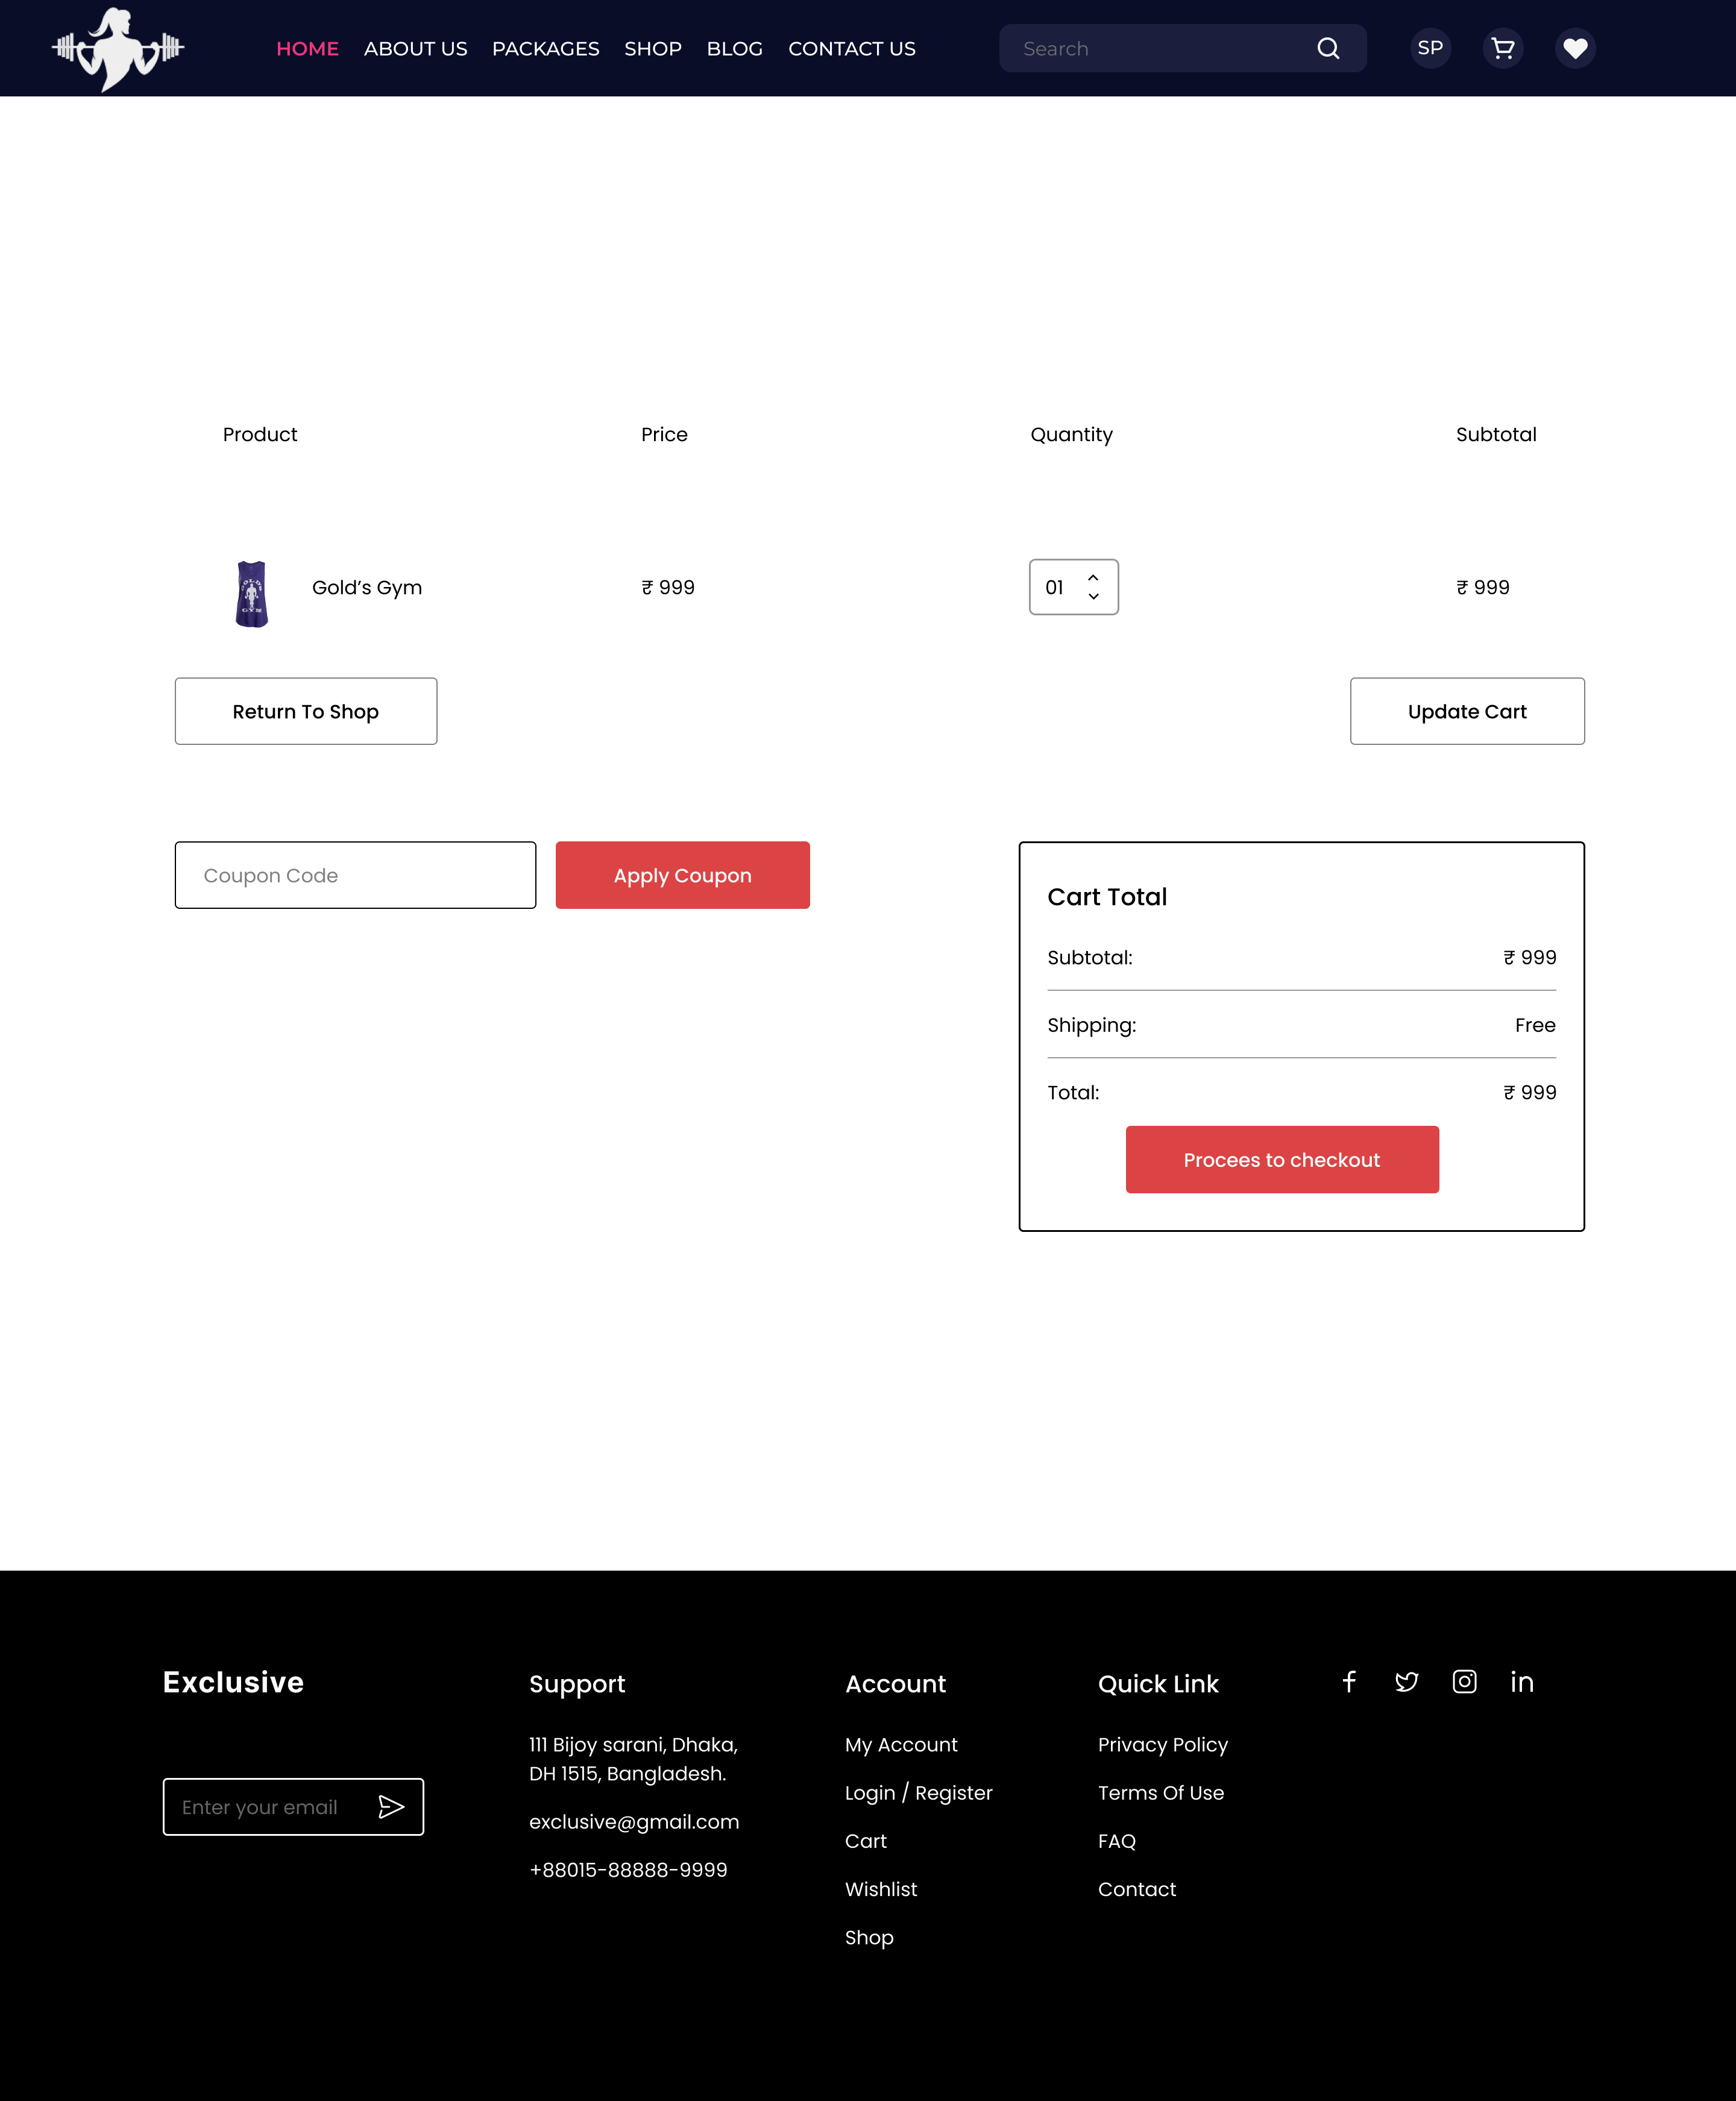 HOME ABOUT US PACKAGES SHOP BLOG CONTACT US Search SP
Product Price Quantity Subtotal
Gold’s Gym ₹ 999 01 ₹ 999
GOLD'S
GYM
Return To Shop Update Cart
Coupon Code Apply Coupon
Cart Total
Subtotal: ₹ 999
Shipping: Free
Total: ₹ 999
Procees to checkout
Exclusive
Enter your email
Support
111 Bijoy sarani, Dhaka,
DH 1515, Bangladesh.
exclusive@gmail.com
+88015-88888-9999
Account
My Account
Login / Register
Cart
Wishlist
Shop
Quick Link
Privacy Policy
Terms Of Use
FAQ
Contact